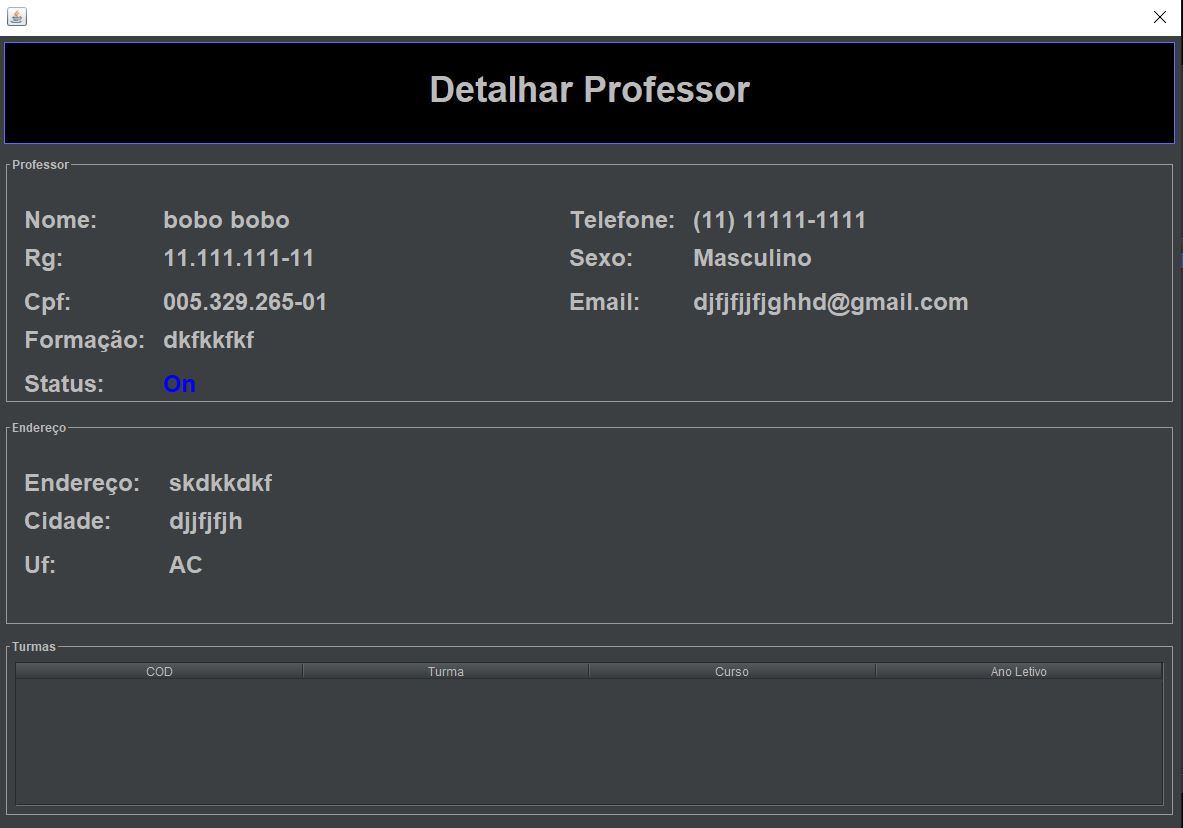 Detalhar Professor
Professor
Nome: bobo bobo Telefone: (11) 11111-1111
Rg: 11.111.111-11 Sexo: Masculino
Cpf: 005.329.265-01 Email: djfjfjjfjghhd@gmail.com
Formação: dkfkkfkf
Status: On
Endereço
Endereço: skdkkdkf
Cidade: djjfjfjh
Uf: AC
Turmas
COD Turma Curso Ano Letivo